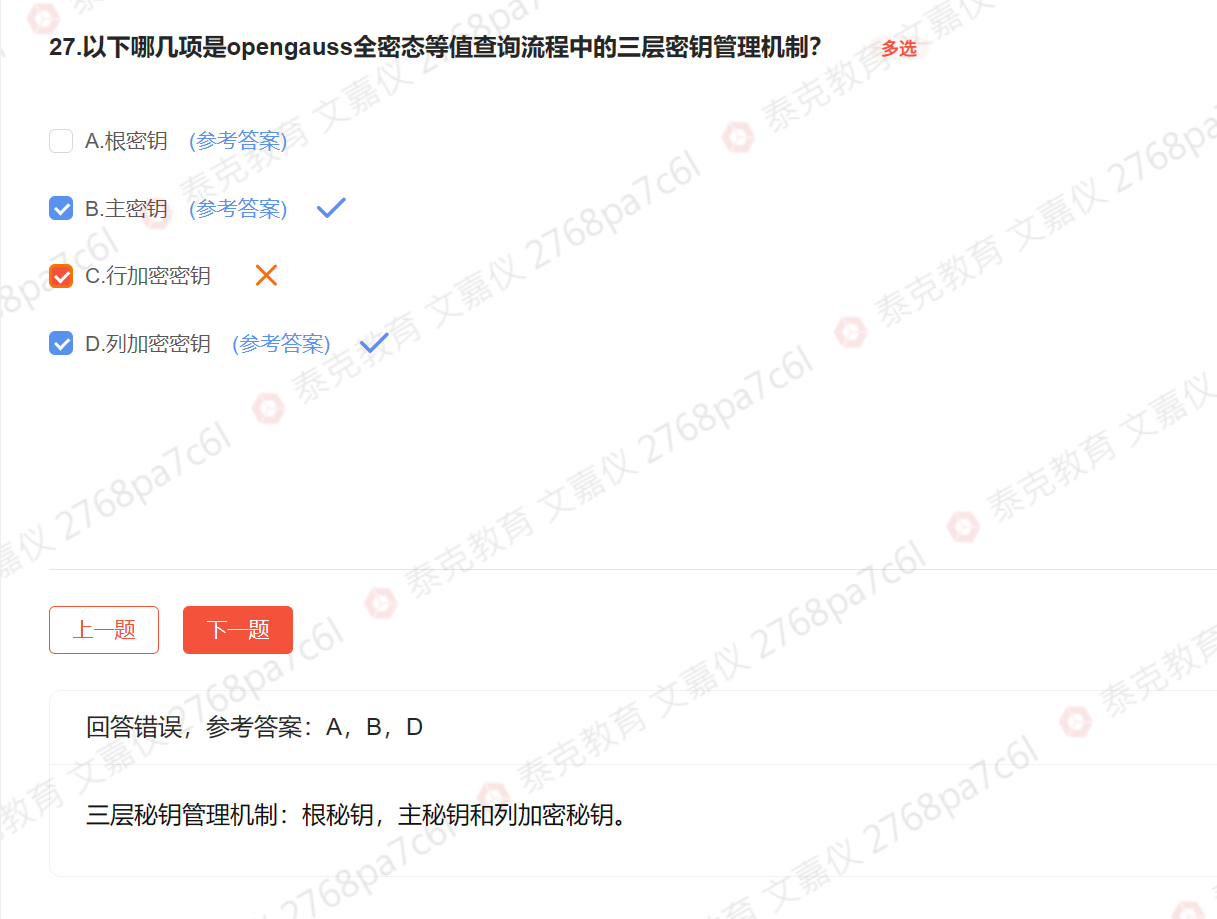 27.以下哪几项是opengauss全密态等值查询流程中的三层密钥管理机制？ 多选
A.根密钥 (参考答案)
B.主密钥 (参考答案)
C.行加密密钥
D.列加密密钥 (参考答案)
上一题 下一题
回答错误，参考答案：A，B，D
三层秘钥管理机制：根秘钥，主秘钥和列加密秘钥。
泰克教育 文嘉仪 2768pa7c6l